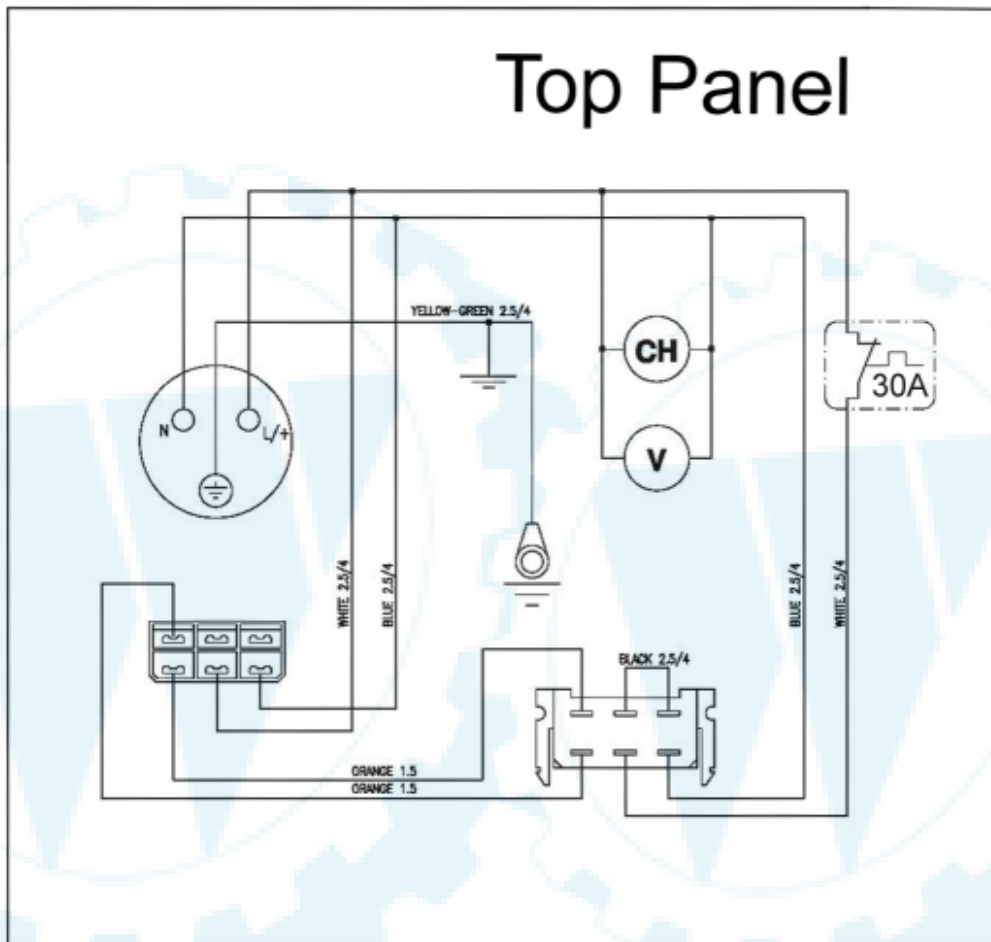 Top Panel
YELLOW-GREEN 2.5/4
CH
30A
N
L/+
V
WHITE 2.5/4
BLUE 2.5/4
BLUE 2.5/4
WHITE 2.5/4
BLACK 2.5/4
ORANGE 1.5
ORANGE 1.5